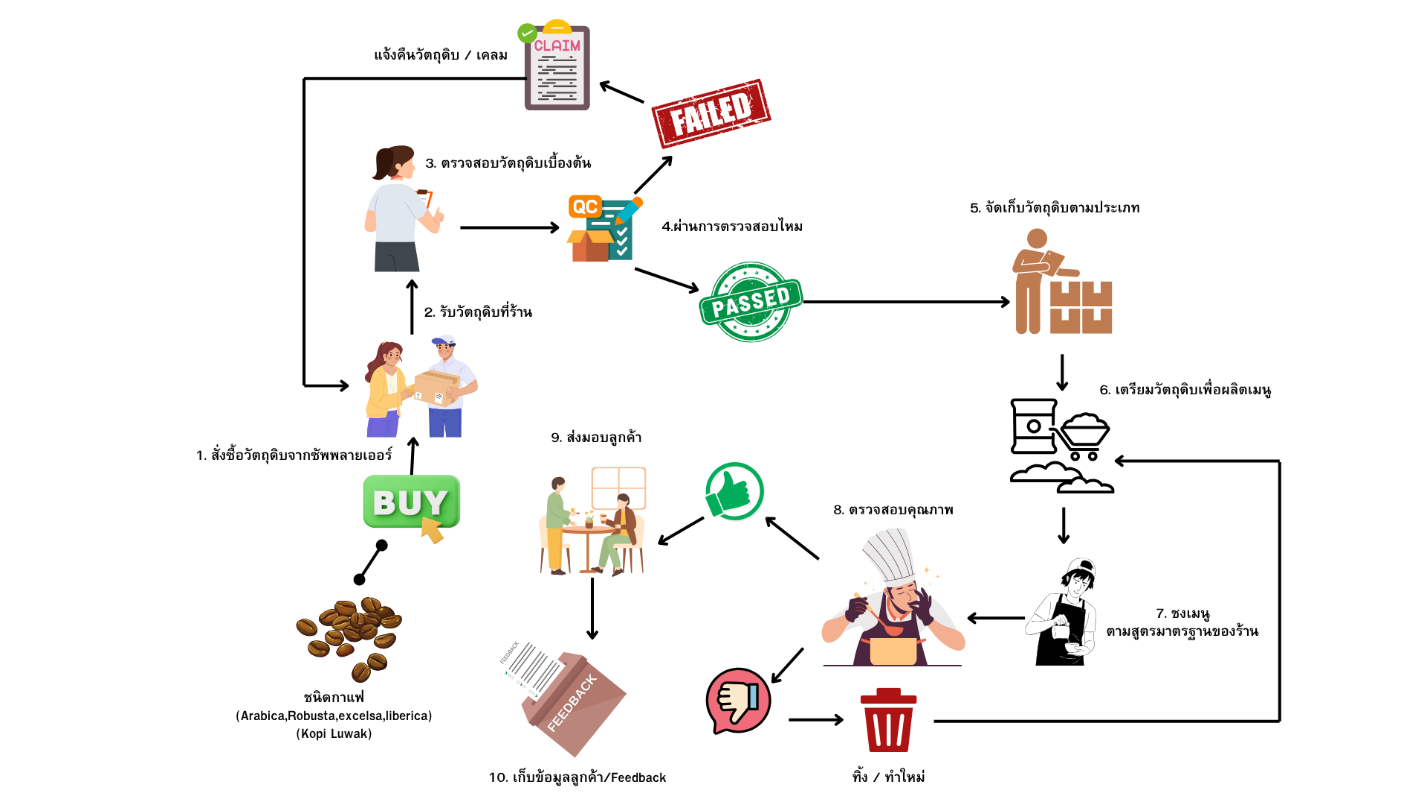 แจ้งคืนวัตถุดิบ / เคลม
CLAIM
FAILED
3. ตรวจสอบวัตถุดิบเบื้องต้น
QC
4.ผ่านการตรวจสอบไหม
5. จัดเก็บวัตถุดิบตามประเภท
PASSED
2. รับวัตถุดิบที่ร้าน
6. เตรียมวัตถุดิบเพื่อผลิตเมนู
1. สั่งซื้อวัตถุดิบจากซัพพลายเออร์
BUY
9. ส่งมอบลูกค้า
8. ตรวจสอบคุณภาพ
7. ชงเมนู
ตามสูตรมาตรฐานของร้าน
ชนิดกาแฟ
(Arabica,Robusta,excelsa,liberica)
(Kopi Luwak)
FEEDBACK
FEEDBACK
10. เก็บข้อมูลลูกค้า/Feedback
ทิ้ง / ทำใหม่